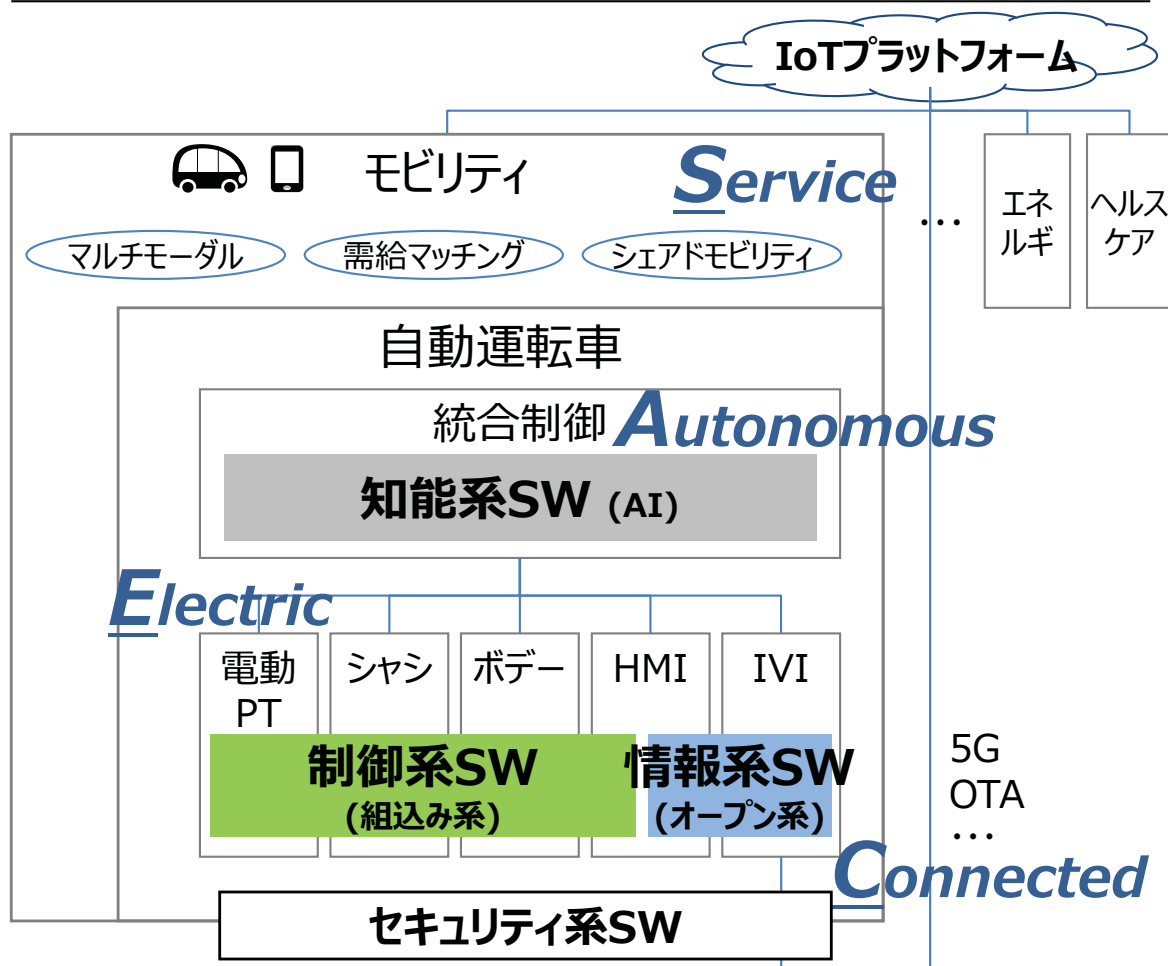 IoTプラットフォーム
モビリティ
Service
…
エネ
ルギ
ヘルス
ケア
マルチモーダル
需給マッチング
シェアドモビリティ
自動運転車
統合制御
Autonomous
知能系SW (AI)
Electric
電動
PT
シャシ
ボデー
HMI
IVI
制御系SW
(組込み系)
情報系SW
(オープン系)
5G
OTA
…
Connected
セキュリティ系SW